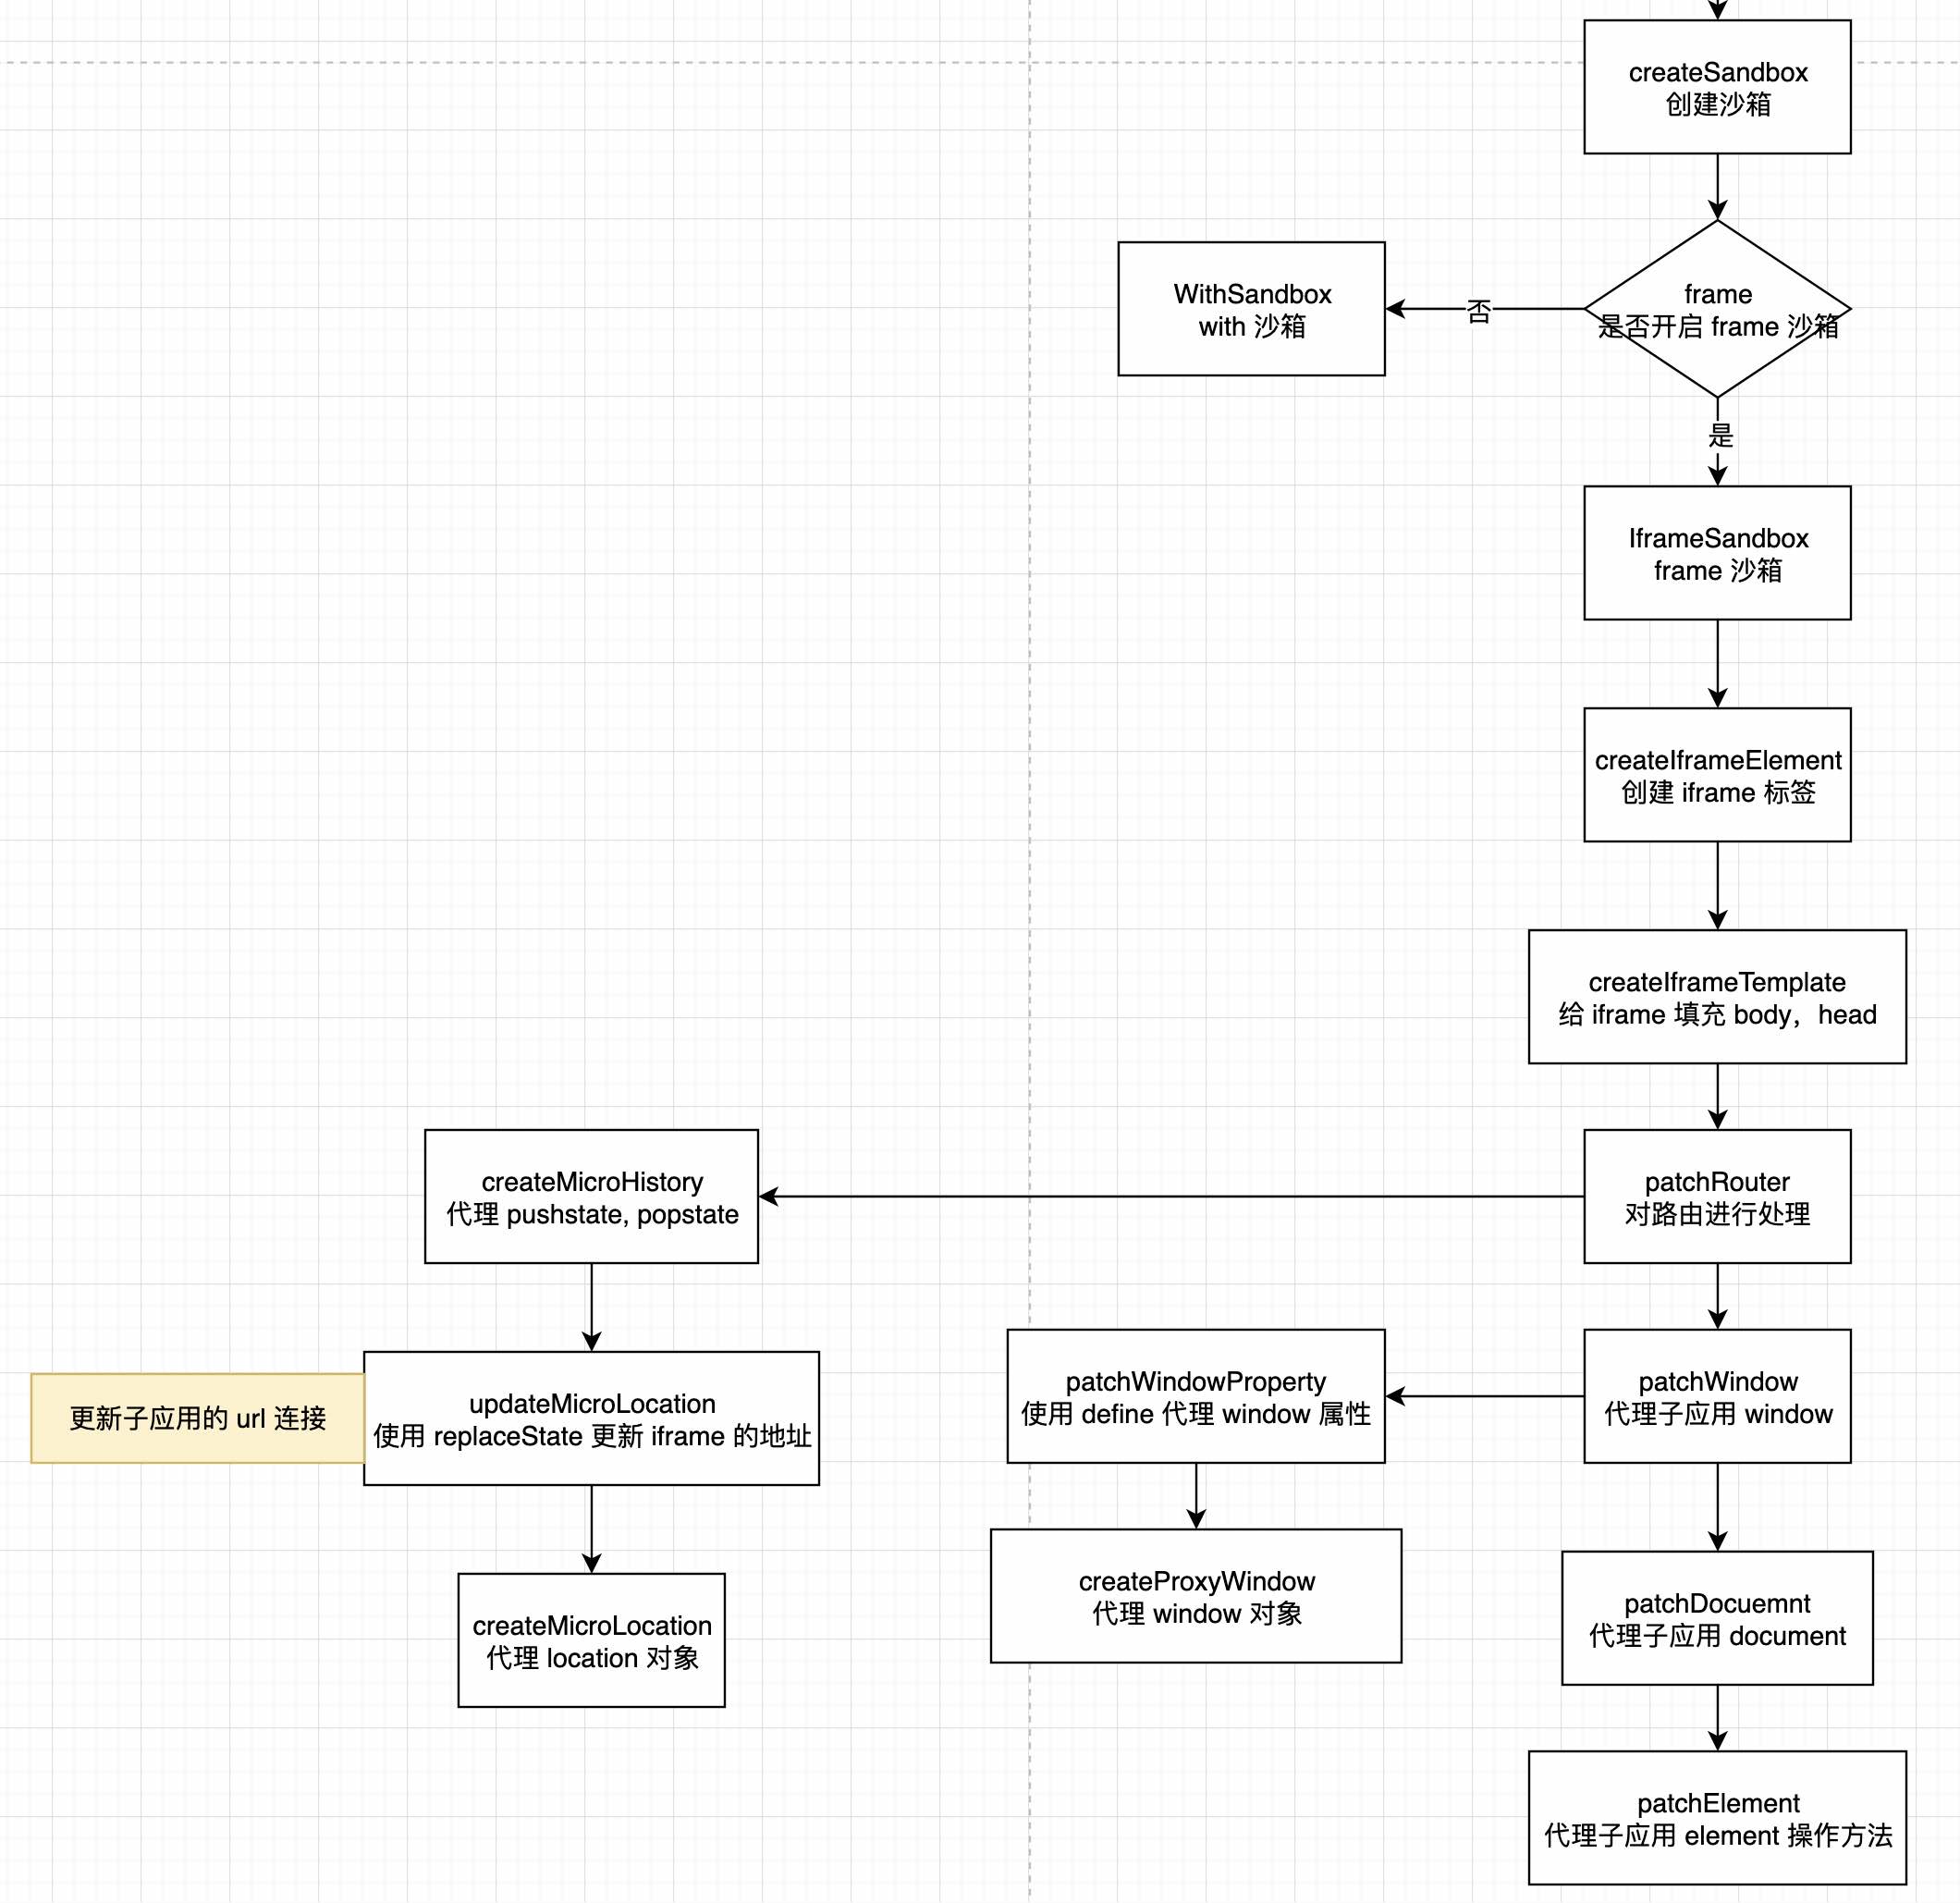 createSandbox
创建沙箱
frame
是否开启 frame 沙箱
否
WithSandbox
with 沙箱
是
IframeSandbox
frame 沙箱
createIframeElement
创建 iframe 标签
createIframeTemplate
给 iframe 填充 body，head
patchRouter
对路由进行处理
createMicroHistory
代理 pushstate, popstate
updateMicroLocation
使用 replaceState 更新 iframe 的地址
更新子应用的 url 连接
createMicroLocation
代理 location 对象
patchWindow
代理子应用 window
patchWindowProperty
使用 define 代理 window 属性
createProxyWindow
代理 window 对象
patchDocuemnt
代理子应用 document
patchElement
代理子应用 element 操作方法